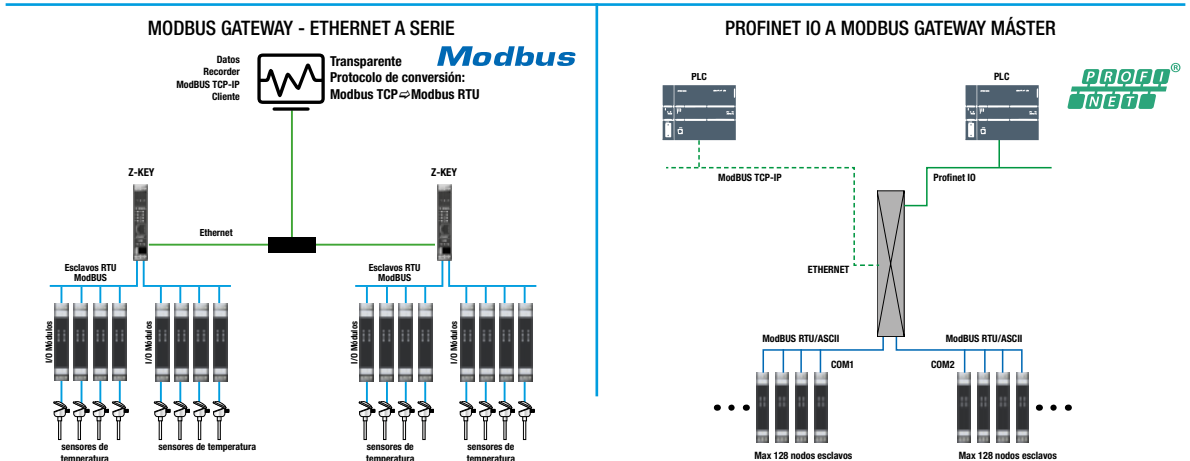 MODBUS GATEWAY - ETHERNET A SERIE
Datos
Recorder
ModBUS TCP-IP
Cliente
Transparente
Protocolo de conversión:
Modbus TCP⇨Modbus RTU
Modbus
Z-KEY
Z-KEY
Ethernet
Esclavos RTU
ModBUS
Esclavos RTU
ModBUS
I/O Módulos
I/O Módulos
I/O Módulos
I/O Módulos
sensores de
temperatura
sensores de temperatura
sensores de
temperatura
sensores de
temperatura
PROFINET IO A MODBUS GATEWAY MÁSTER
PLC
PLC
PROFI
NET®
ModBUS TCP-IP
Profinet IO
ETHERNET
ModBUS RTU/ASCII
ModBUS RTU/ASCII
COM1
COM2
Max 128 nodos esclavos
Max 128 nodos esclavos